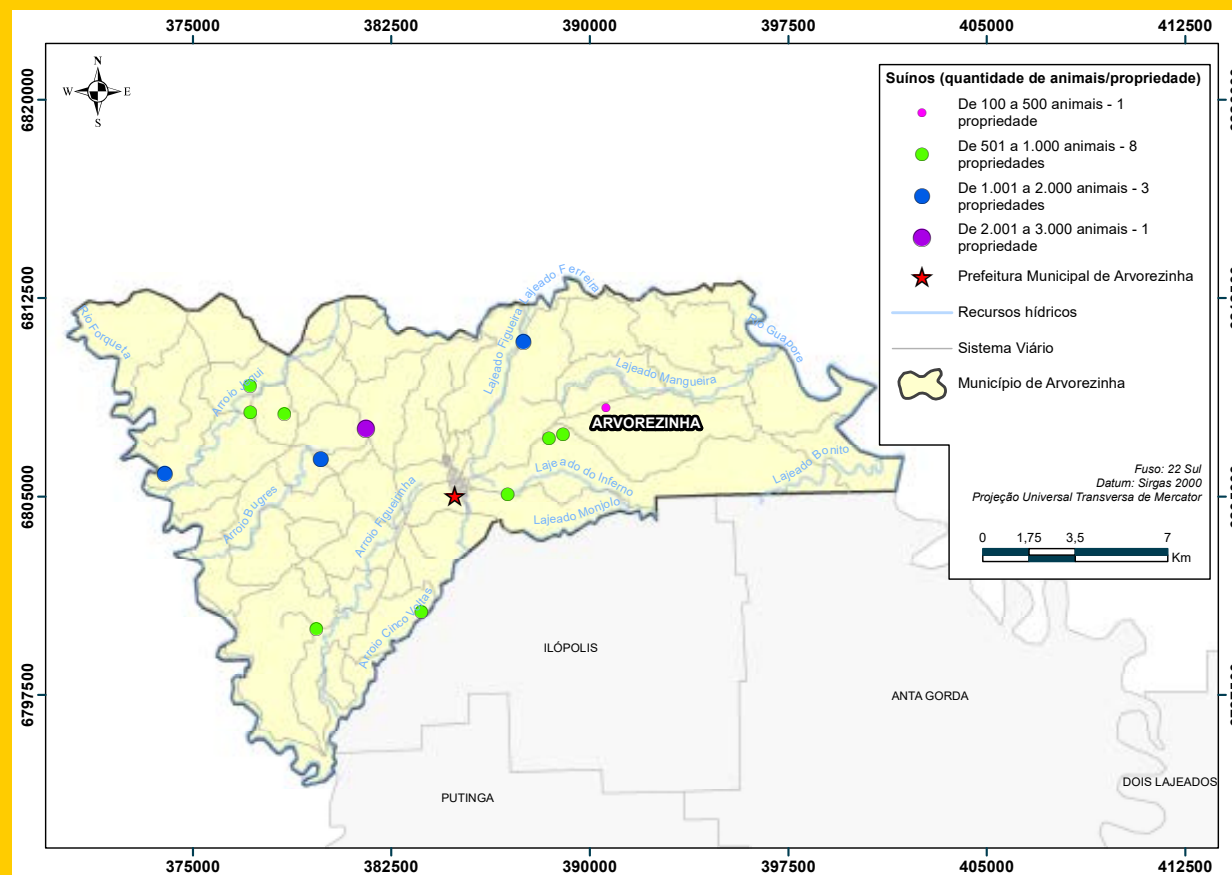 375000
382500
390000
397500
405000
412500
N
W
E
S
6820000
6812500
6805000
6797500
Suínos (quantidade de animais/propriedade)
De 100 a 500 animais - 1
propriedade
De 501 a 1.000 animais - 8
propriedades
De 1.001 a 2.000 animais - 3
propriedades
De 2.001 a 3.000 animais - 1
propriedade
Prefeitura Municipal de Arvorezinha
Recursos hídricos
Sistema Viário
Município de Arvorezinha
Fuso: 22 Sul
Datum: Sirgas 2000
Projeção Universal Transversa de Mercator
0
1,75
3,5
7
Km
Rio Forqueta
Lajeado Ferreira
Lajeado Figueira
Rio Guaporé
Arroio Jaqui
Lajeado Mangueira
ARVOREZINHA
Lajeado Bonito
Lajeado do Inferno
Lajeado Monjolo
Arroio Bugres
Arroio Figueirinha
Arroio Cinco Voltas
ILÓPOLIS
ANTA GORDA
PUTINGA
DOIS LAJEADOS
375000
382500
390000
397500
405000
412500